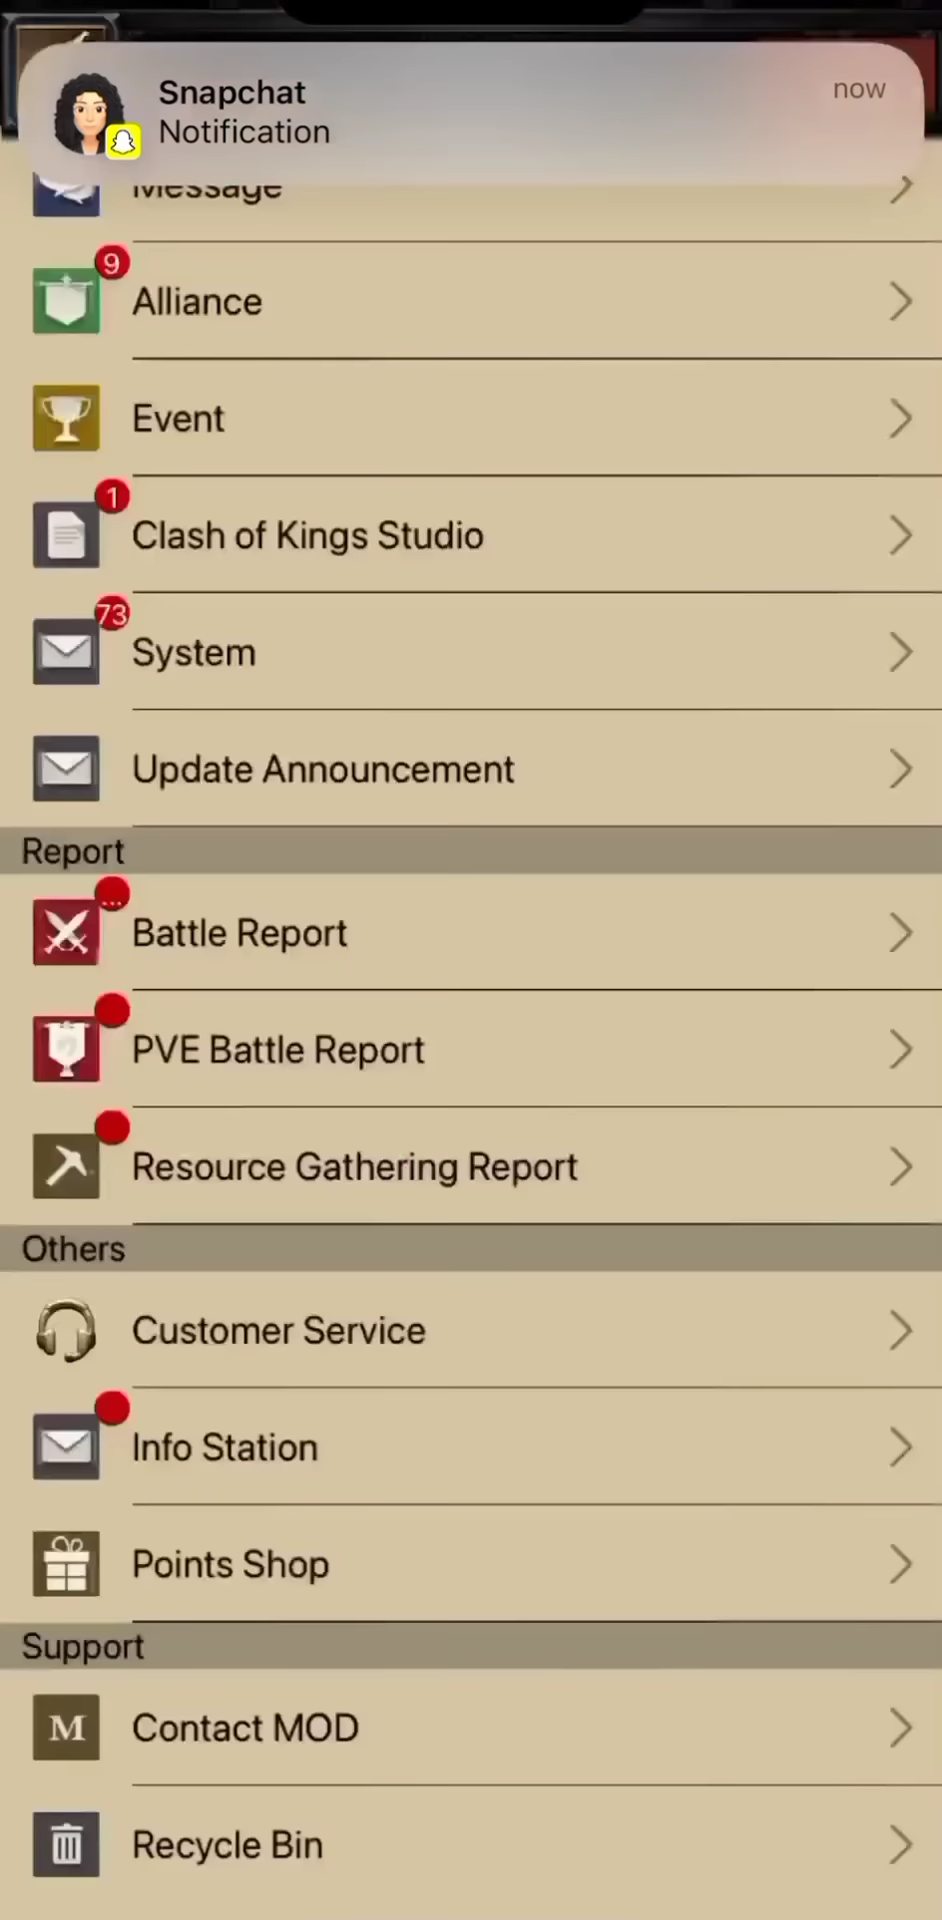 Snapchat
now
Notification
Message
9
Alliance
Event
1
Clash of Kings Studio
73
System
Update Announcement
Report
...
Battle Report
PVE Battle Report
Resource Gathering Report
Others
Customer Service
Info Station
Points Shop
Support
M
Contact MOD
Recycle Bin